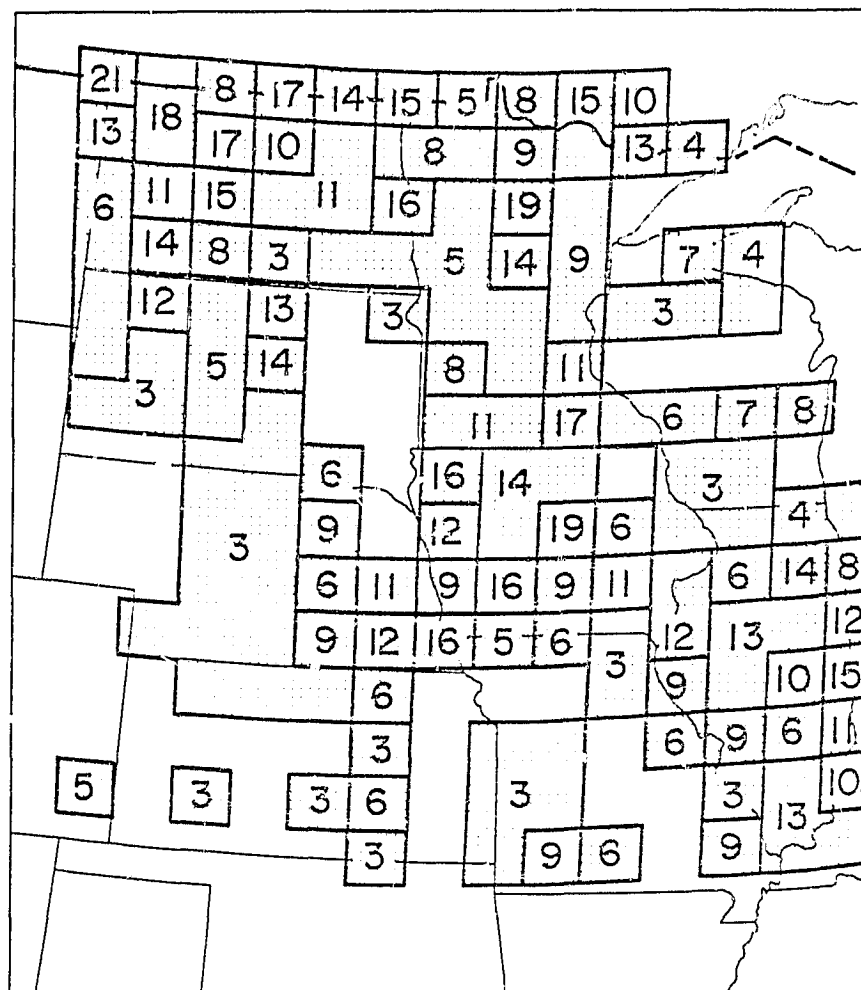 21 8 17 14 15 5 8 15 10
13 18 17 10 8 9 13 4
6 11 15 11 16 19
14 8 3 5 14 9 7 4
12 13 3 3
3 5 14 8 11
11 17 6 7 8
6 16 14 3
3 9 12 19 6 4
6 11 9 16 9 11 6 14 8
9 12 16 5 6 12 13 12
6 3 9 10 15
3 6 9 6 11
5 3 3 6 3 3 13 10
3 9 6 9